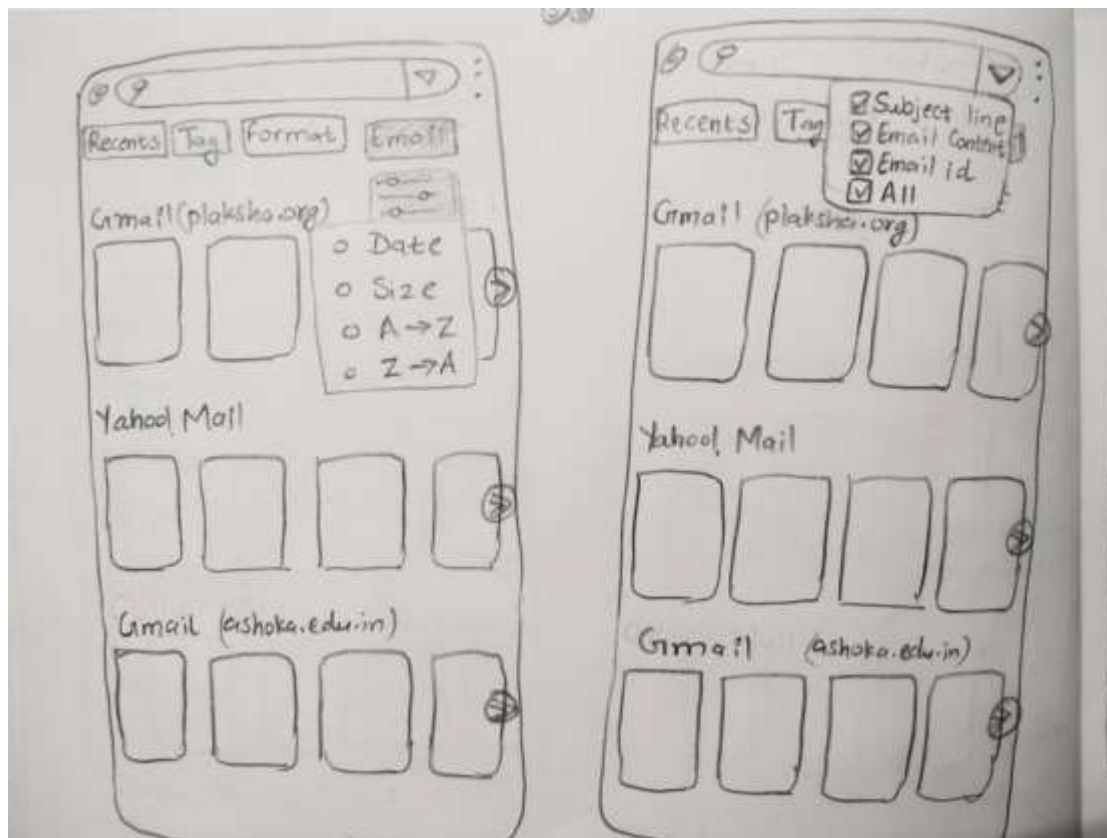 Recents Tag Format Email
Gmail (plaksha.org)
Date
Size
A→Z
Z→A
Yahoo! Mail
Gmail (ashoka.edu.in)
Subject line
Email Content
Email id
All
Recents Tag
Gmail (plaksha.org)
Yahoo! Mail
Gmail (ashoka.edu.in)